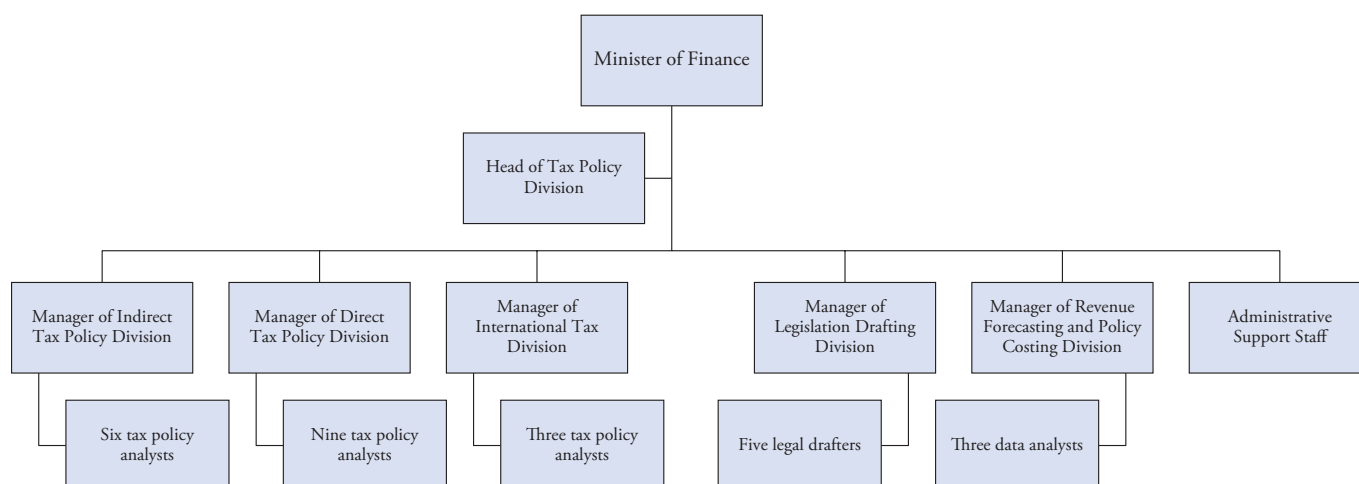 Minister of Finance
Head of Tax Policy
Division
Manager of Indirect
Tax Policy Division
Manager of Direct
Tax Policy Division
Manager of
International Tax
Division
Manager of
Legislation Drafting
Division
Manager of Revenue
Forecasting and Policy
Costing Division
Administrative
Support Staff
Six tax policy
analysts
Nine tax policy
analysts
Three tax policy
analysts
Five legal drafters
Three data analysts